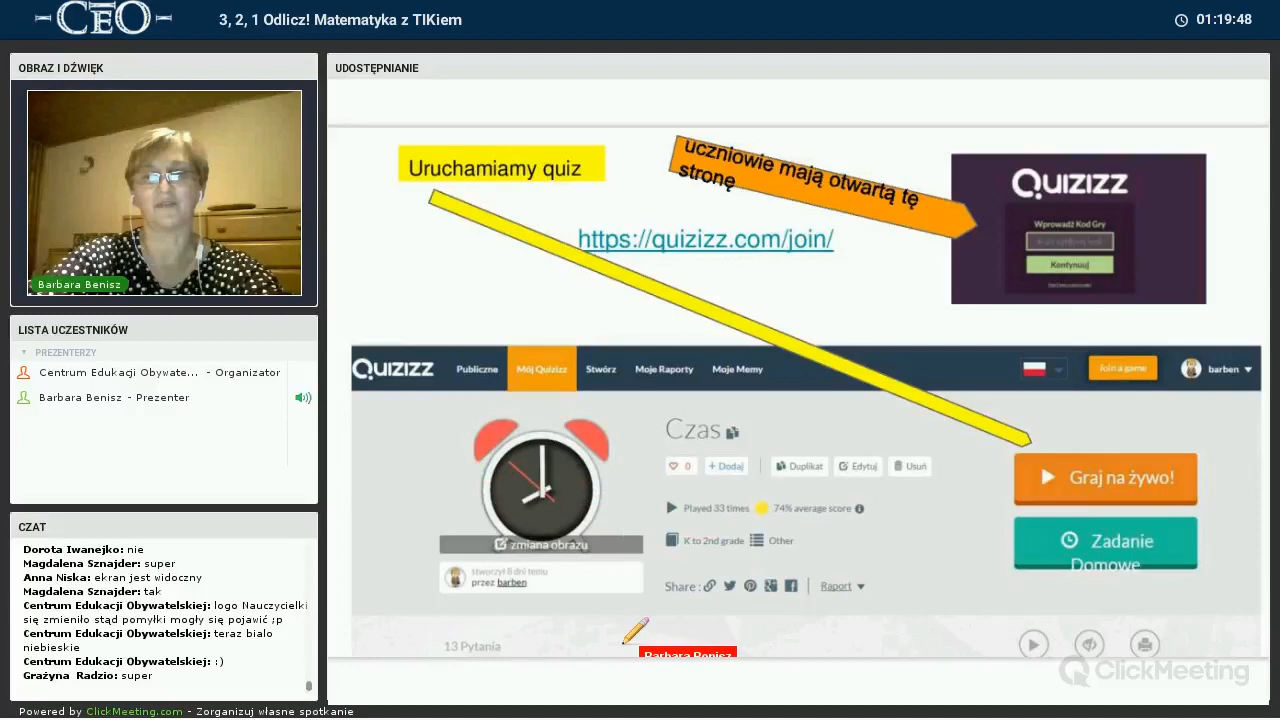 CEO
3, 2, 1 Odlicz! Matematyka z TIKiem
01:19:48
OBRAZ I DŹWIĘK
Barbara Benisz
LISTA UCZESTNIKÓW
PREZENTERZY
Centrum Edukacji Obywate... - Organizator
Barbara Benisz - Prezenter
CZAT
Dorota Iwanejko: nie
Magdalena Sznajder: super
Anna Niska: ekran jest widoczny
Magdalena Sznajder: tak
Centrum Edukacji Obywatelskiej: logo Nauczycielki
się zmieniło stąd pomyłki mogły się pojawić ;p
Centrum Edukacji Obywatelskiej: teraz bialo
niebieskie
Centrum Edukacji Obywatelskiej: :)
Grażyna Radzio: super
UDOSTĘPNIANIE
Uruchamiamy quiz
uczniowie mają otwartą tę
stronę
https://quizizz.com/join/
QUIZIZZ
Wprowadź Kod Gry
Kontynuuj
QUIZIZZ
Publiczne
Mój Quizizz
Stwórz
Moje Raporty
Moje Memy
Join a game
barben
Czas
0
+ Dodaj
Duplikat
Edytuj
Usuń
Played 33 times
74% average score
K to 2nd grade
Other
zmiana obrazu
stworzył 8 dni temu
przez barben
Share :
Raport
Graj na żywo!
Zadanie
Domowe
13 Pytania
Barbara Benisz
ClickMeeting
Powered by ClickMeeting.com - Zorganizuj własne spotkanie